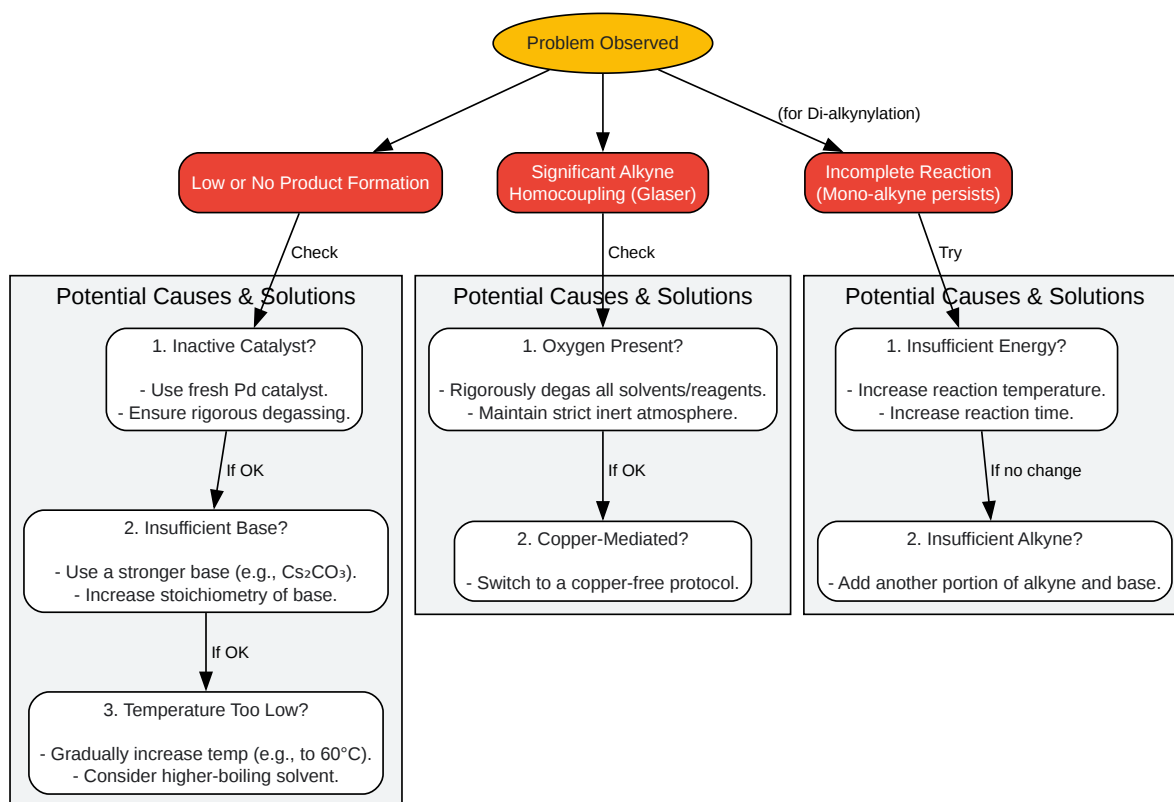 Problem Observed
(for Di-alkynylation)
Low or No Product Formation
Significant Alkyne
Homocoupling (Glaser)
Incomplete Reaction
(Mono-alkyne persists)
Check
Check
Try
Potential Causes & Solutions
1. Inactive Catalyst?
- Use fresh Pd catalyst.
- Ensure rigorous degassing.
If OK
2. Insufficient Base?
- Use a stronger base (e.g., Cs₂CO₃).
- Increase stoichiometry of base.
If OK
3. Temperature Too Low?
- Gradually increase temp (e.g., to 60°C).
- Consider higher-boiling solvent.
Potential Causes & Solutions
1. Oxygen Present?
- Rigorously degas all solvents/reagents.
- Maintain strict inert atmosphere.
If OK
2. Copper-Mediated?
- Switch to a copper-free protocol.
Potential Causes & Solutions
1. Insufficient Energy?
- Increase reaction temperature.
- Increase reaction time.
If no change
2. Insufficient Alkyne?
- Add another portion of alkyne and base.